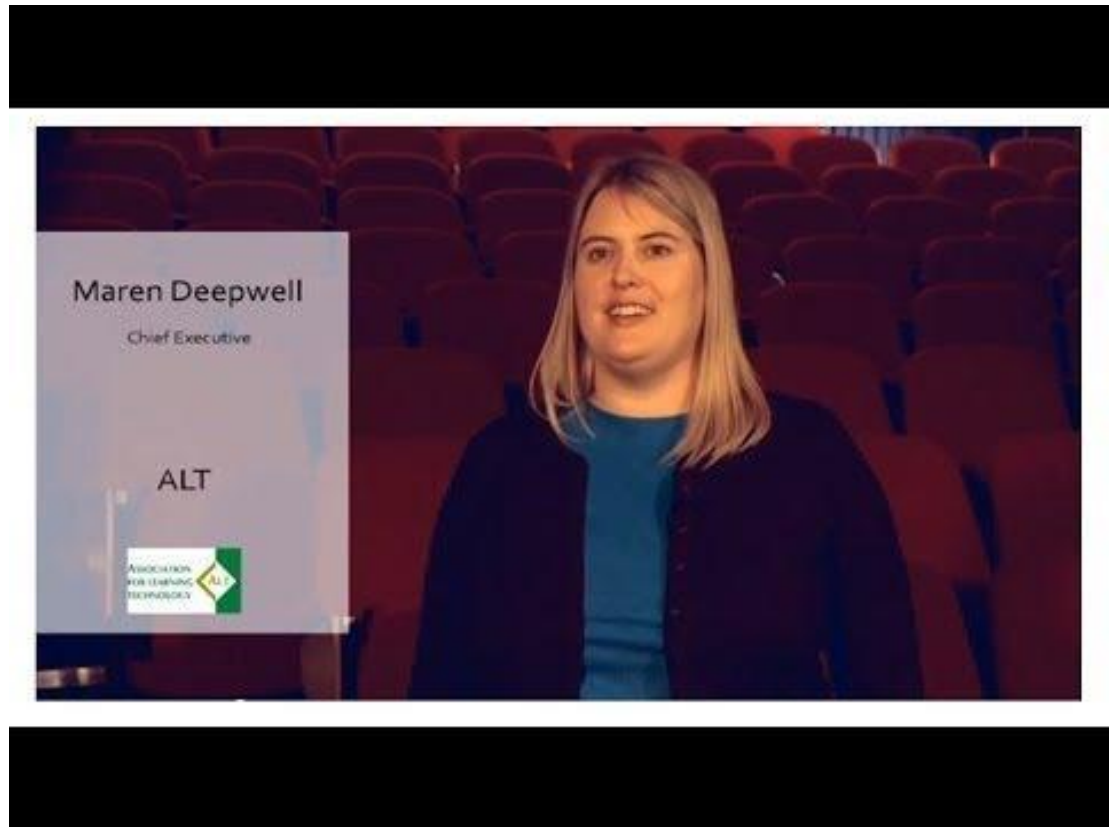 Maren Deepwell
Chief Executive
ALT
ASSOCIATION
FOR LEARNING
TECHNOLOGY
ALT